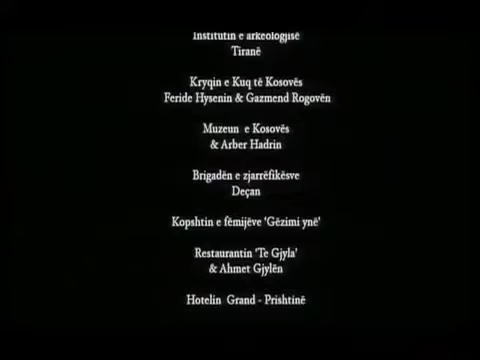 Institutin e arkeologjisë
Tiranë
Kryqin e Kuq të Kosovës
Feride Hysenin & Gazmend Rogovën
Muzeun e Kosovës
& Arber Hadrin
Brigadën e zjarrëfikësve
Deçan
Kopshtin e fëmijëve 'Gëzimi ynë'
Restaurantin 'Te Gjyla'
& Ahmet Gjylën
Hotelin Grand - Prishtinë